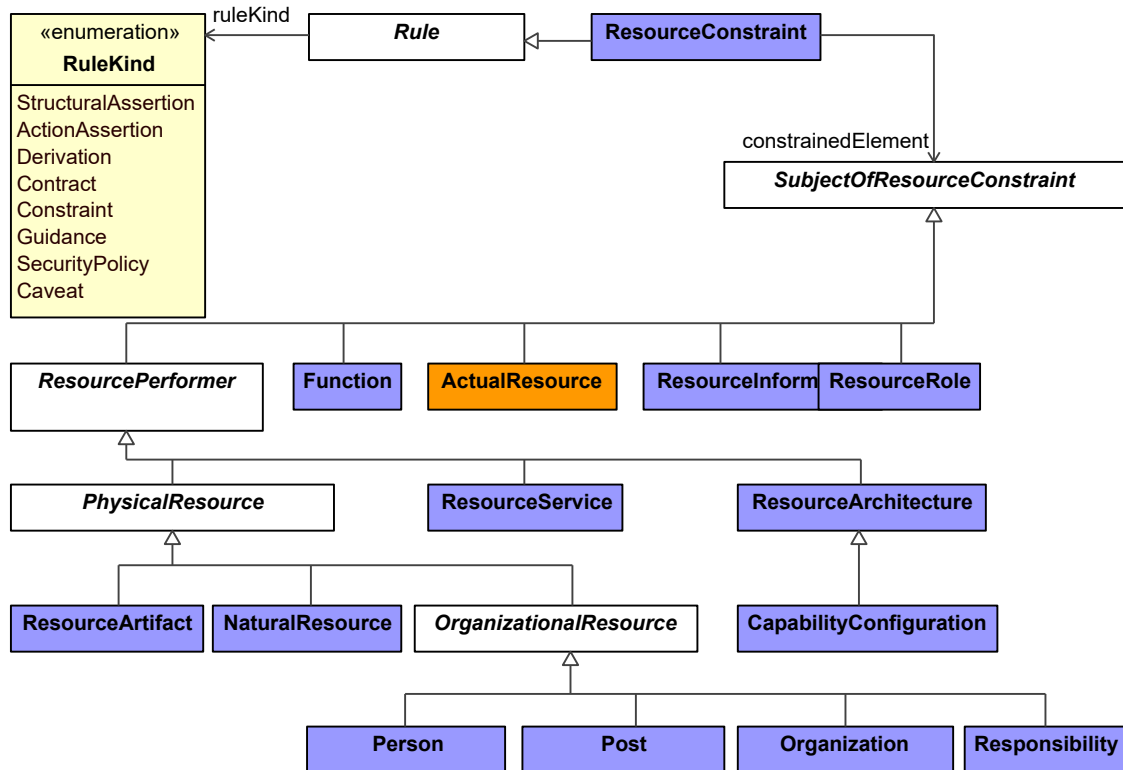 «enumeration»
RuleKind
StructuralAssertion
ActionAssertion
Derivation
Contract
Constraint
Guidance
SecurityPolicy
Caveat
ruleKind
Rule
ResourceConstraint
constrainedElement
SubjectOfResourceConstraint
ResourcePerformer
Function
ActualResource
ResourceRole
PhysicalResource
ResourceService
ResourceArchitecture
ResourceArtifact
NaturalResource
OrganizationalResource
CapabilityConfiguration
Person
Post
Organization
Responsibility